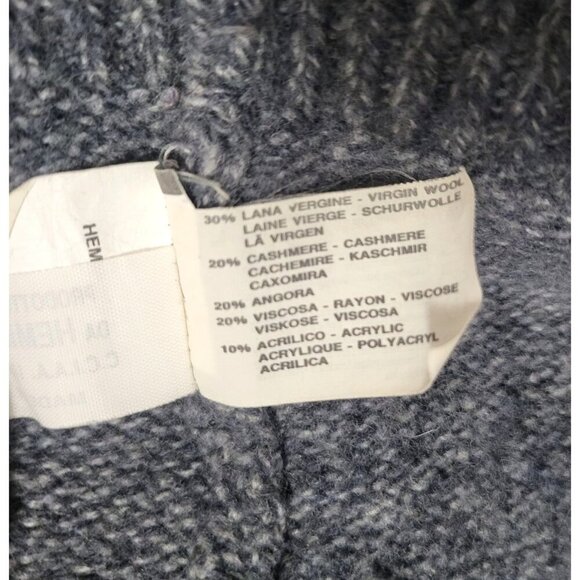 30% LANA VERGINE - VIRGIN WOOL
LAINE VIERGE - SCHURWOLLE
LÃ VIRGEN
20% CASHMERE - CASHMERE
CACHEMIRE - KASCHMIR
CAXOMIRA
20% ANGORA
20% VISCOSA - RAYON - VISCOSE
VISKOSE - VISCOSA
10% ACRILICO - ACRYLIC
ACRYLIQUE - POLYACRYL
ACRILICA
HEM